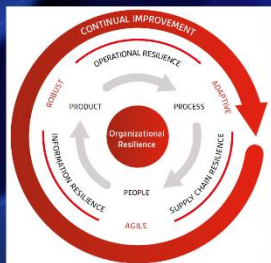 CONTINUAL IMPROVEMENT
OPERATIONAL RESILIENCE
ROBUST
ADAPTIVE
PRODUCT
PROCESS
Organizational
Resilience
INFORMATION RESILIENCE
SUPPLY CHAIN RESILIENCE
PEOPLE
AGILE